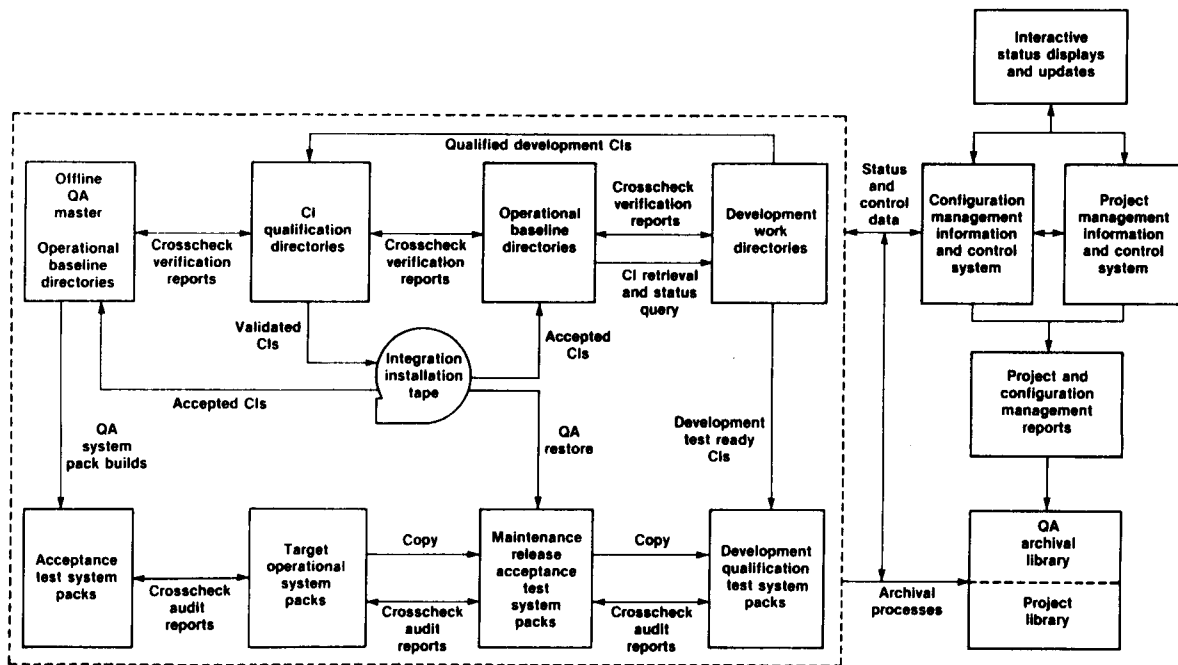 Interactive
status displays
and updates
Qualified development CIs
Offline
QA
master
Operational
baseline
directories
Crosscheck
verification
reports
CI
qualification
directories
Crosscheck
verification
reports
Operational
baseline
directories
Crosscheck
verification
reports
CI retrieval
and status
query
Development
work
directories
Status
and
control
data
Configuration
management
information
and control
system
Project
management
information
and control
system
Validated
CIs
Integration
installation
tape
Accepted
CIs
Accepted CIs
QA
system
pack builds
QA
restore
Development
test ready
CIs
Project and
configuration
management
reports
Acceptance
test system
packs
Crosscheck
audit
reports
Target
operational
system
packs
Copy
Crosscheck
audit
reports
Maintenance
release
acceptance
test
system
packs
Copy
Crosscheck
audit
reports
Development
qualification
test system
packs
Archival
processes
QA
archival
library
Project
library